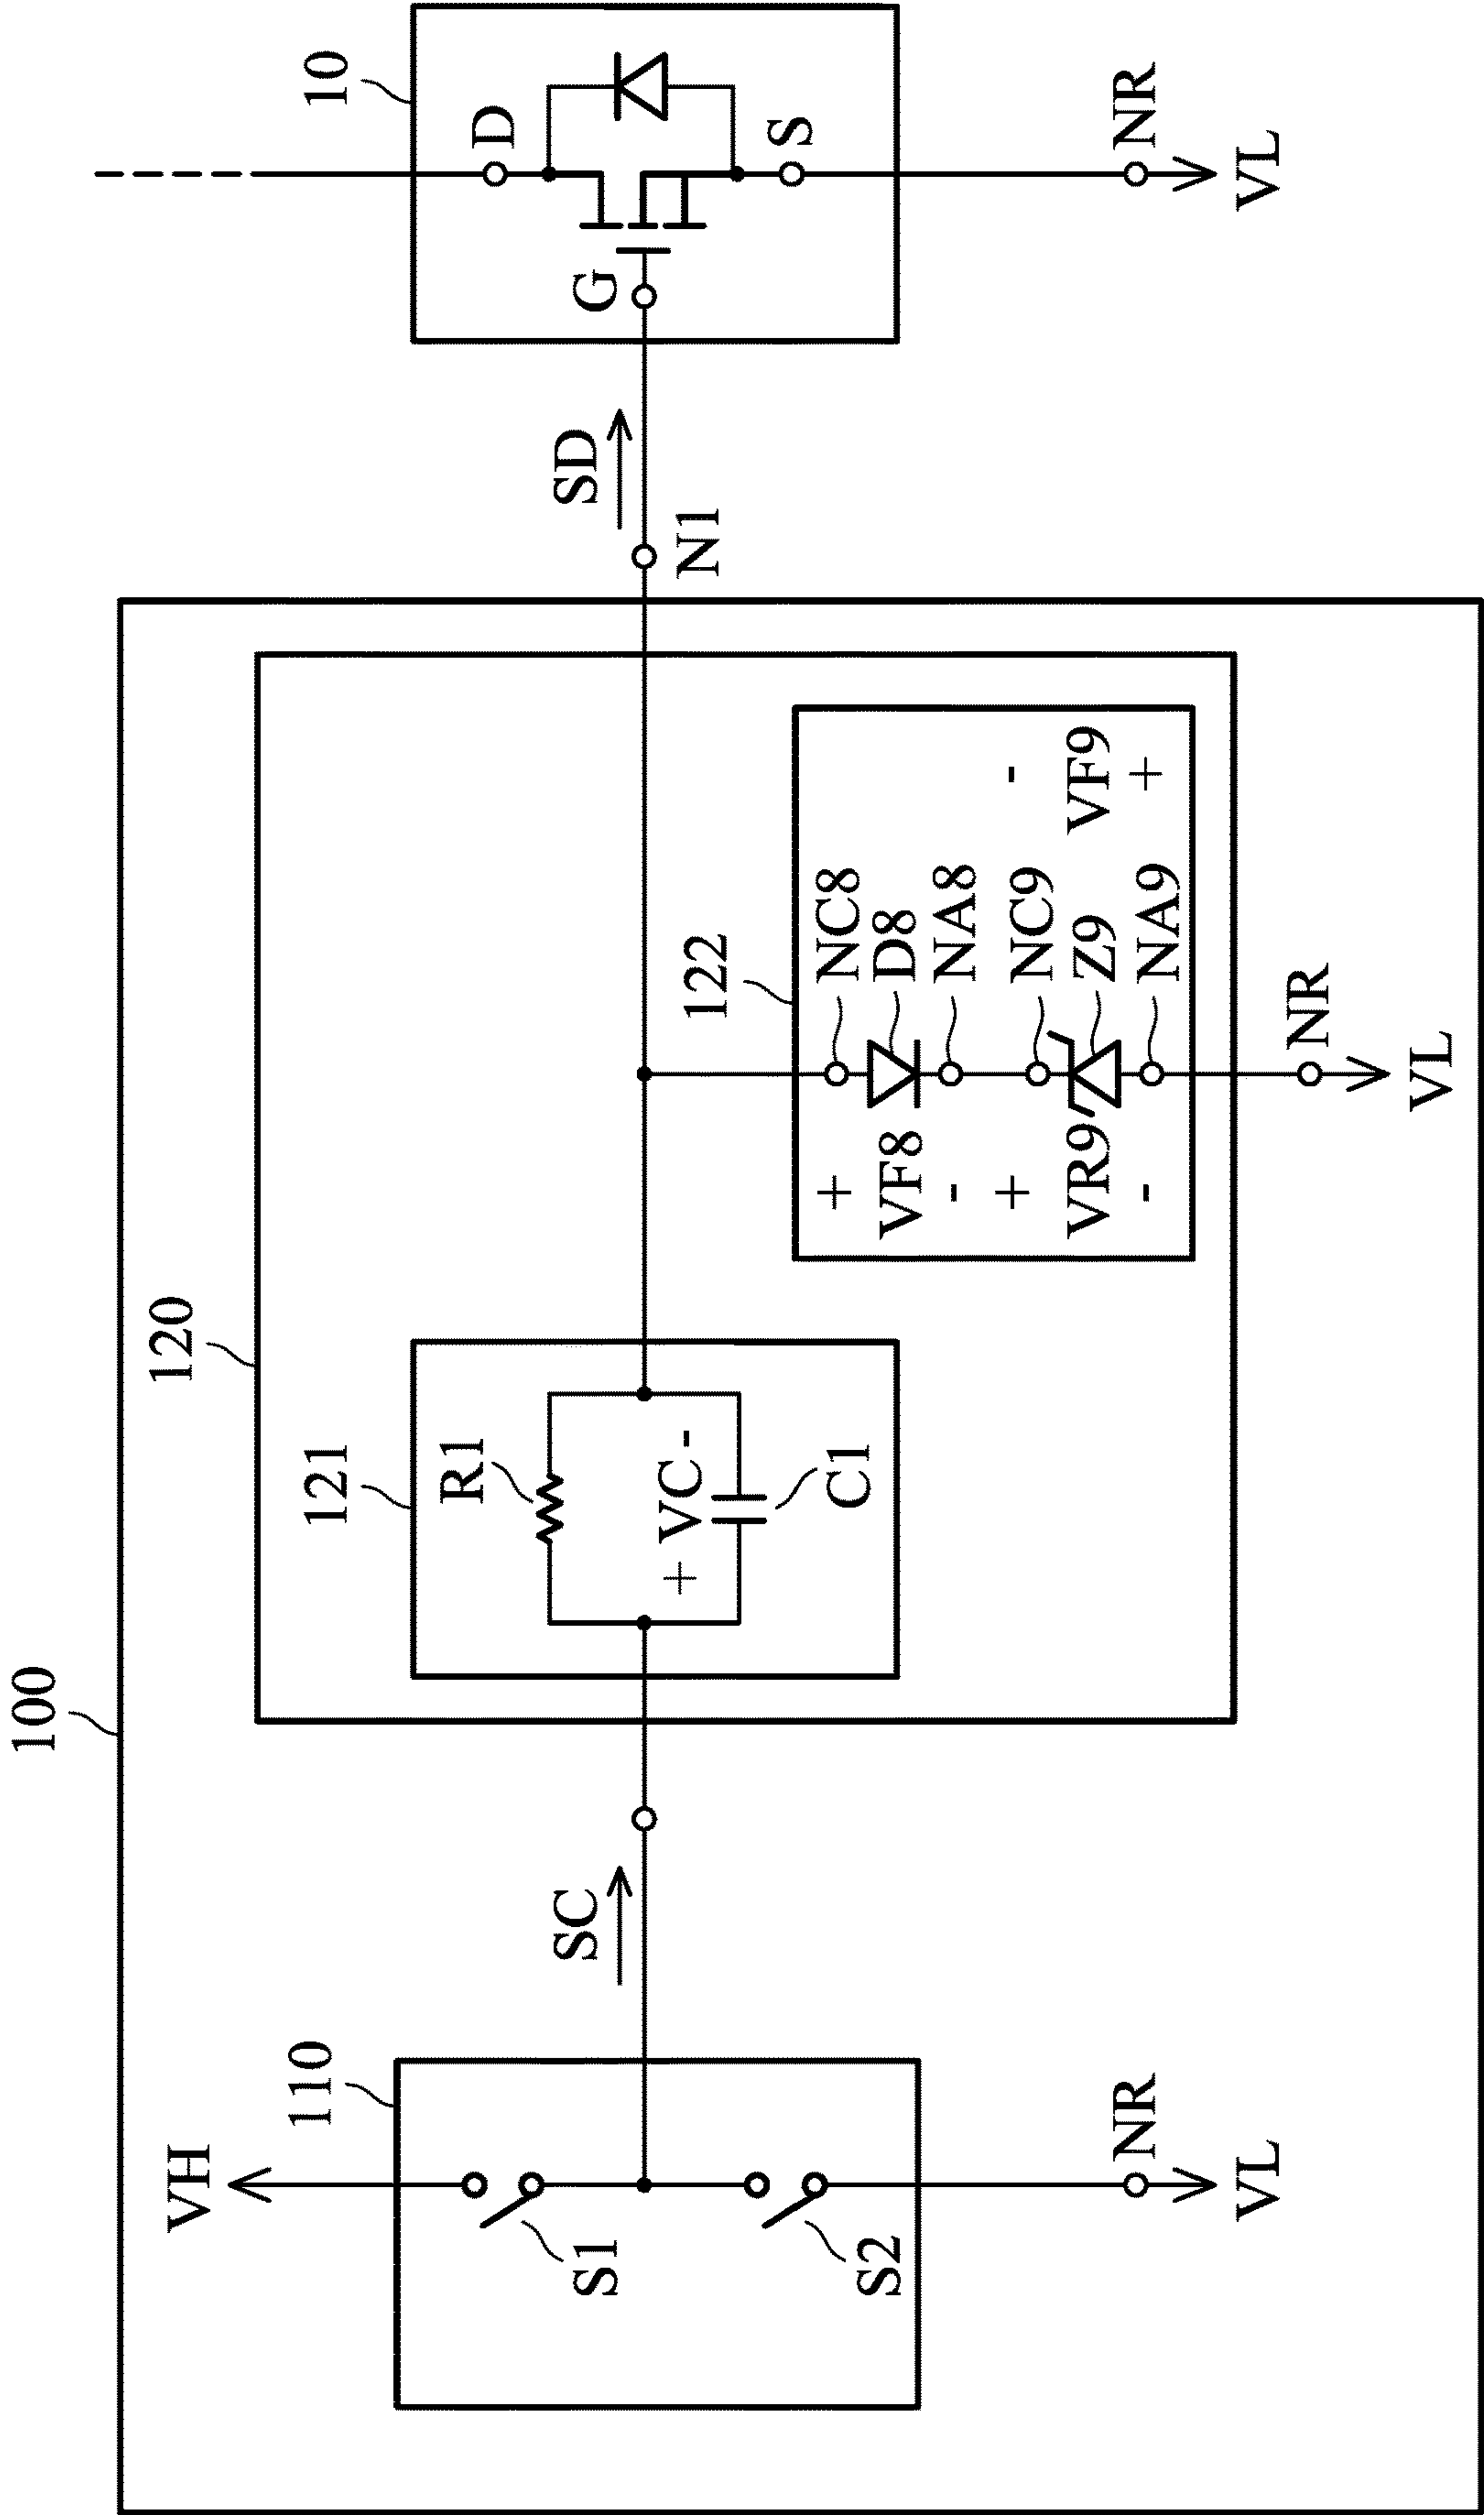 100
VH
110
S1
S2
NR
VL
SC
120
121
R1
+ VC -
C1
122
+
VF8
-
+
VR9
-
NC8
D8
NA8
NC9
Z9
NA9
-
VF9
+
NR
VL
N1
SD
10
D
G
S
NR
VL